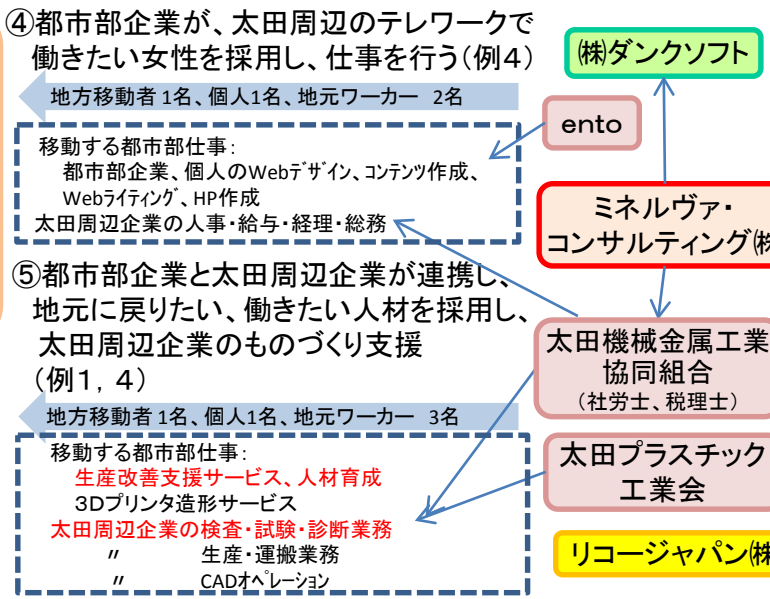 ④都市部企業が、太田周辺のテレワークで
働きたい女性を採用し、仕事を行う(例4)
地方移動者 1名、個人1名、地元ワーカー 2名
移動する都市部仕事:
都市部企業、個人のWebデザイン、コンテンツ作成、
Webライティング、HP作成
太田周辺企業の人事・給与・経理・総務
⑤都市部企業と太田周辺企業が連携し、
地元に戻りたい、働きたい人材を採用し、
太田周辺企業のものづくり支援
(例1,4)
地方移動者 1名、個人1名、地元ワーカー 3名
移動する都市部仕事:
生産改善支援サービス、人材育成
3Dプリンタ造形サービス
太田周辺企業の検査・試験・診断業務
〃 生産・運搬業務
〃 CADオペレーション
㈱ダンクソフト
ento
ミネルヴァ・
コンサルティング㈱
太田機械金属工業
協同組合
(社労士、税理士)
太田プラスチック
工業会
リコージャパン㈱